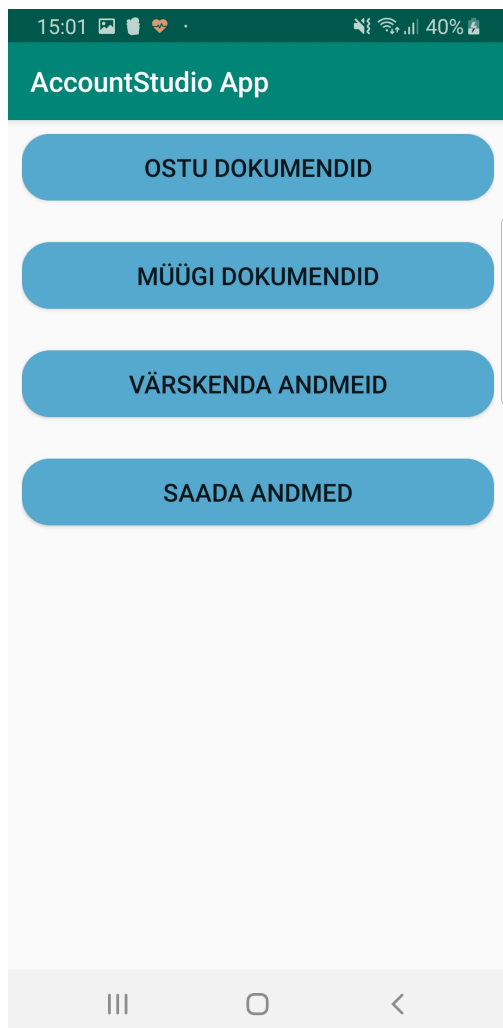 15:01
40%
AccountStudio App
OSTU DOKUMENDID
MÜÜGI DOKUMENDID
VÄRSKENDA ANDMEID
SAADA ANDMED